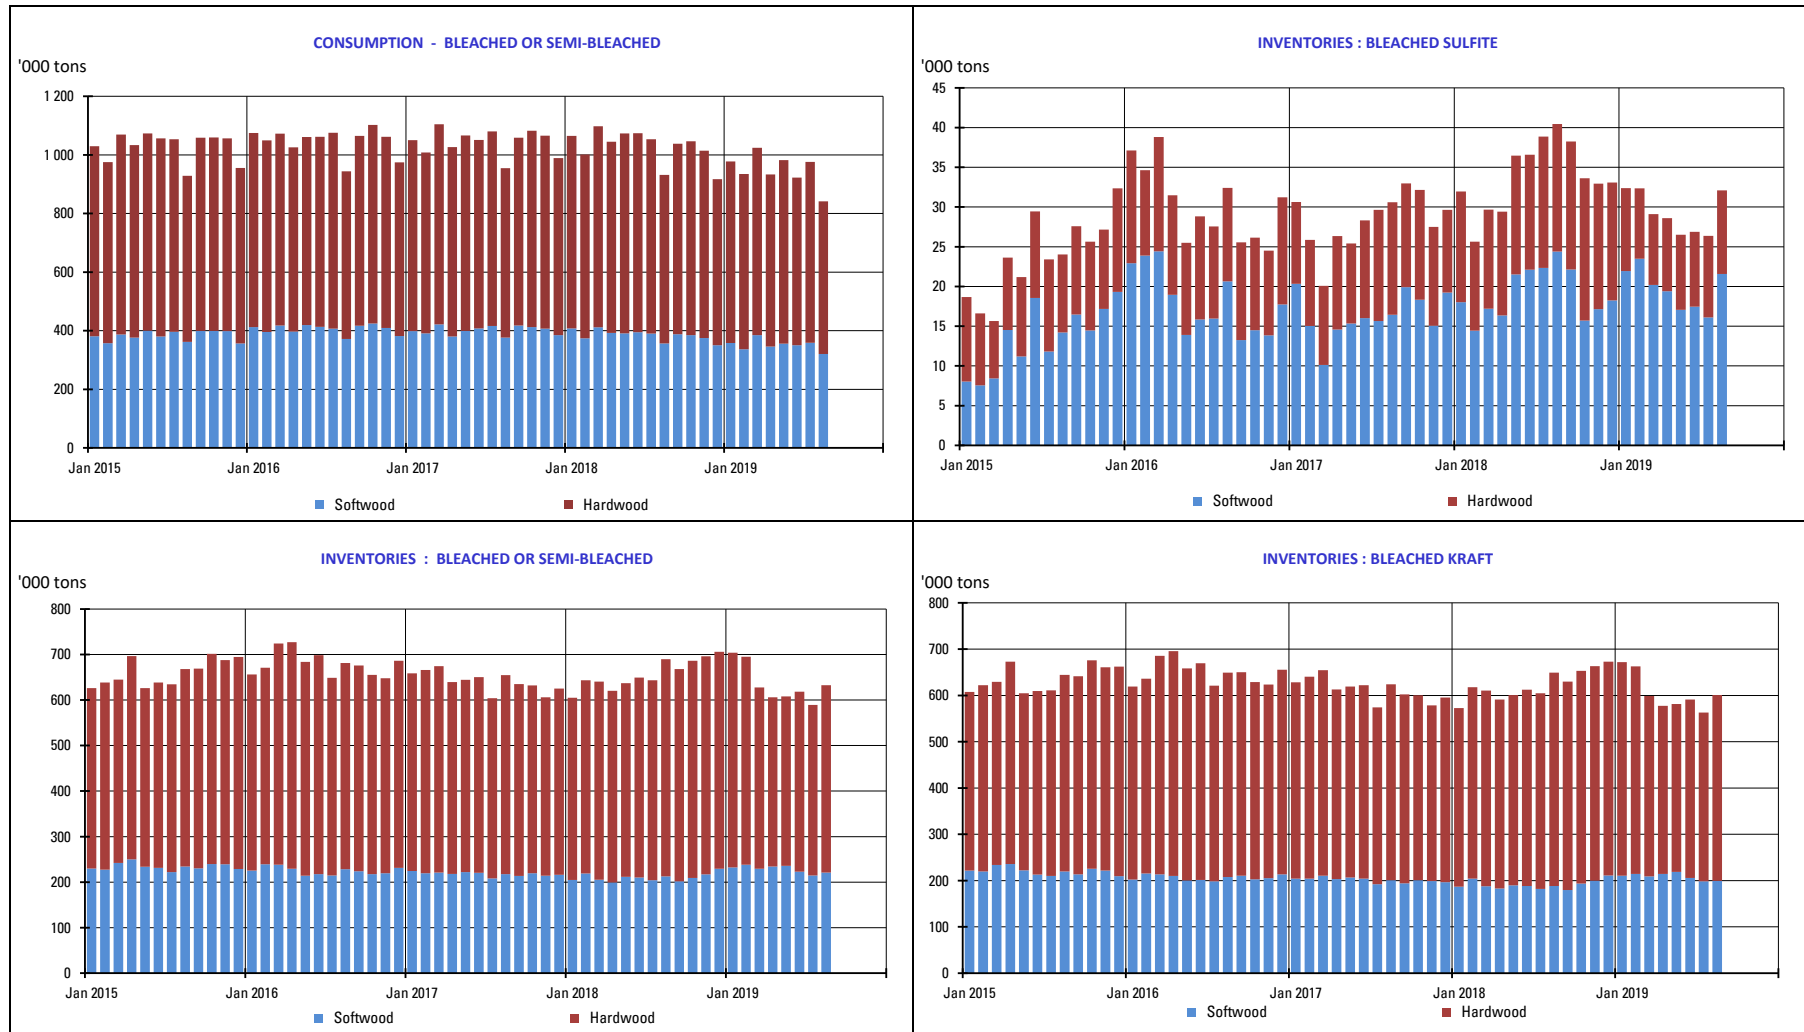 CONSUMPTION - BLEACHED OR SEMI-BLEACHED
'000 tons
1 200
1 000
800
600
400
200
0
Jan 2015 Jan 2016 Jan 2017 Jan 2018 Jan 2019
Softwood Hardwood
INVENTORIES : BLEACHED SULFITE
'000 tons
45
40
35
30
25
20
15
10
5
0
Jan 2015 Jan 2016 Jan 2017 Jan 2018 Jan 2019
Softwood Hardwood
INVENTORIES : BLEACHED OR SEMI-BLEACHED
'000 tons
800
700
600
500
400
300
200
100
0
Jan 2015 Jan 2016 Jan 2017 Jan 2018 Jan 2019
Softwood Hardwood
INVENTORIES : BLEACHED KRAFT
'000 tons
800
700
600
500
400
300
200
100
0
Jan 2015 Jan 2016 Jan 2017 Jan 2018 Jan 2019
Softwood Hardwood